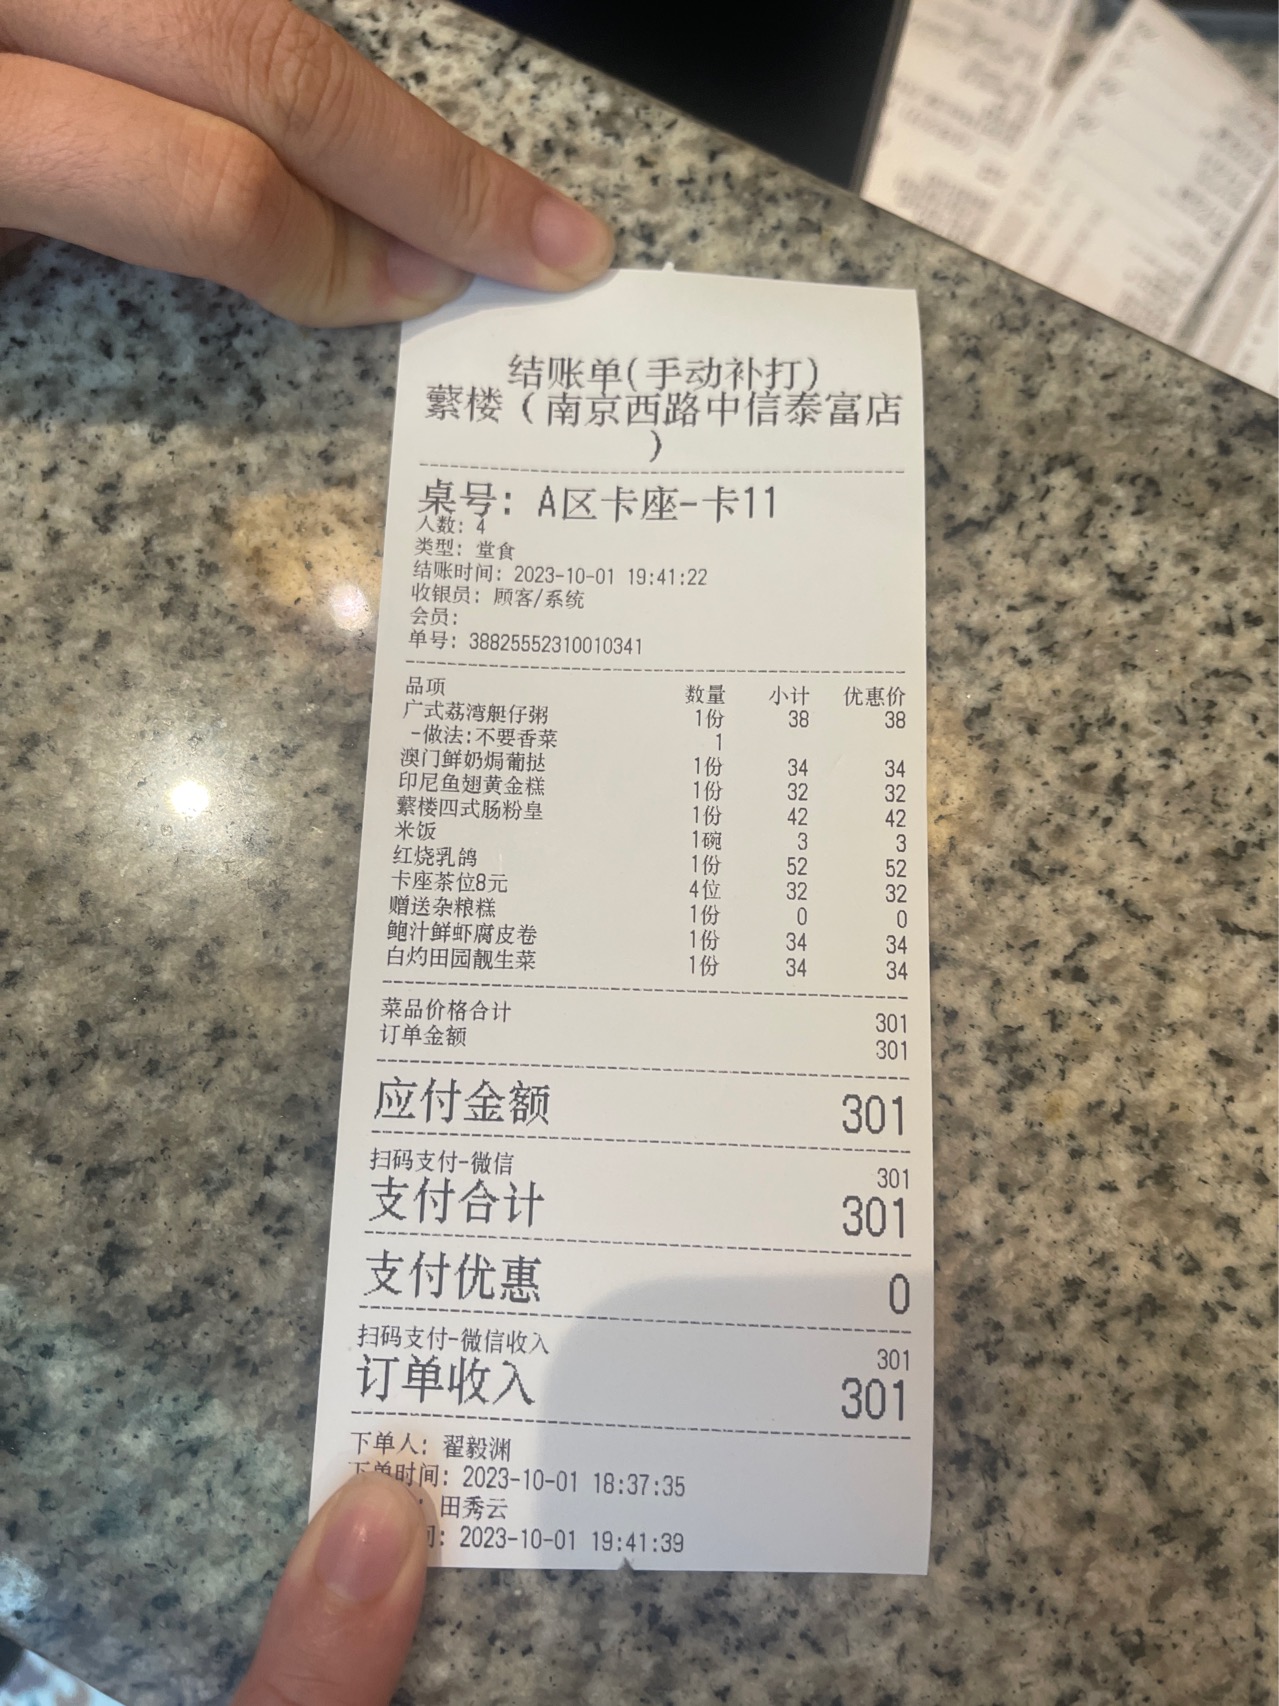 结账单(手动补打)
蘩楼（南京西路中信泰富店
）
桌号: A区卡座-卡11
人数: 4
类型: 堂食
结账时间: 2023-10-01 19:41:22
收银员: 顾客/系统
会员:
单号: 38825552310010341
品项 数量 小计 优惠价
广式荔湾艇仔粥 1份 38 38
-做法:不要香菜 1
澳门鲜奶焗葡挞 1份 34 34
印尼鱼翅黄金糕 1份 32 32
蘩楼四式肠粉皇 1份 42 42
米饭 1碗 3 3
红烧乳鸽 1份 52 52
卡座茶位8元 4位 32 32
赠送杂粮糕 1份 0 0
鲍汁鲜虾腐皮卷 1份 34 34
白灼田园靓生菜 1份 34 34
菜品价格合计 301
订单金额 301
应付金额 301
扫码支付-微信 301
支付合计 301
支付优惠 0
扫码支付-微信收入 301
订单收入 301
下单人: 翟毅渊
下单时间: 2023-10-01 18:37:35
: 田秀云
间: 2023-10-01 19:41:39